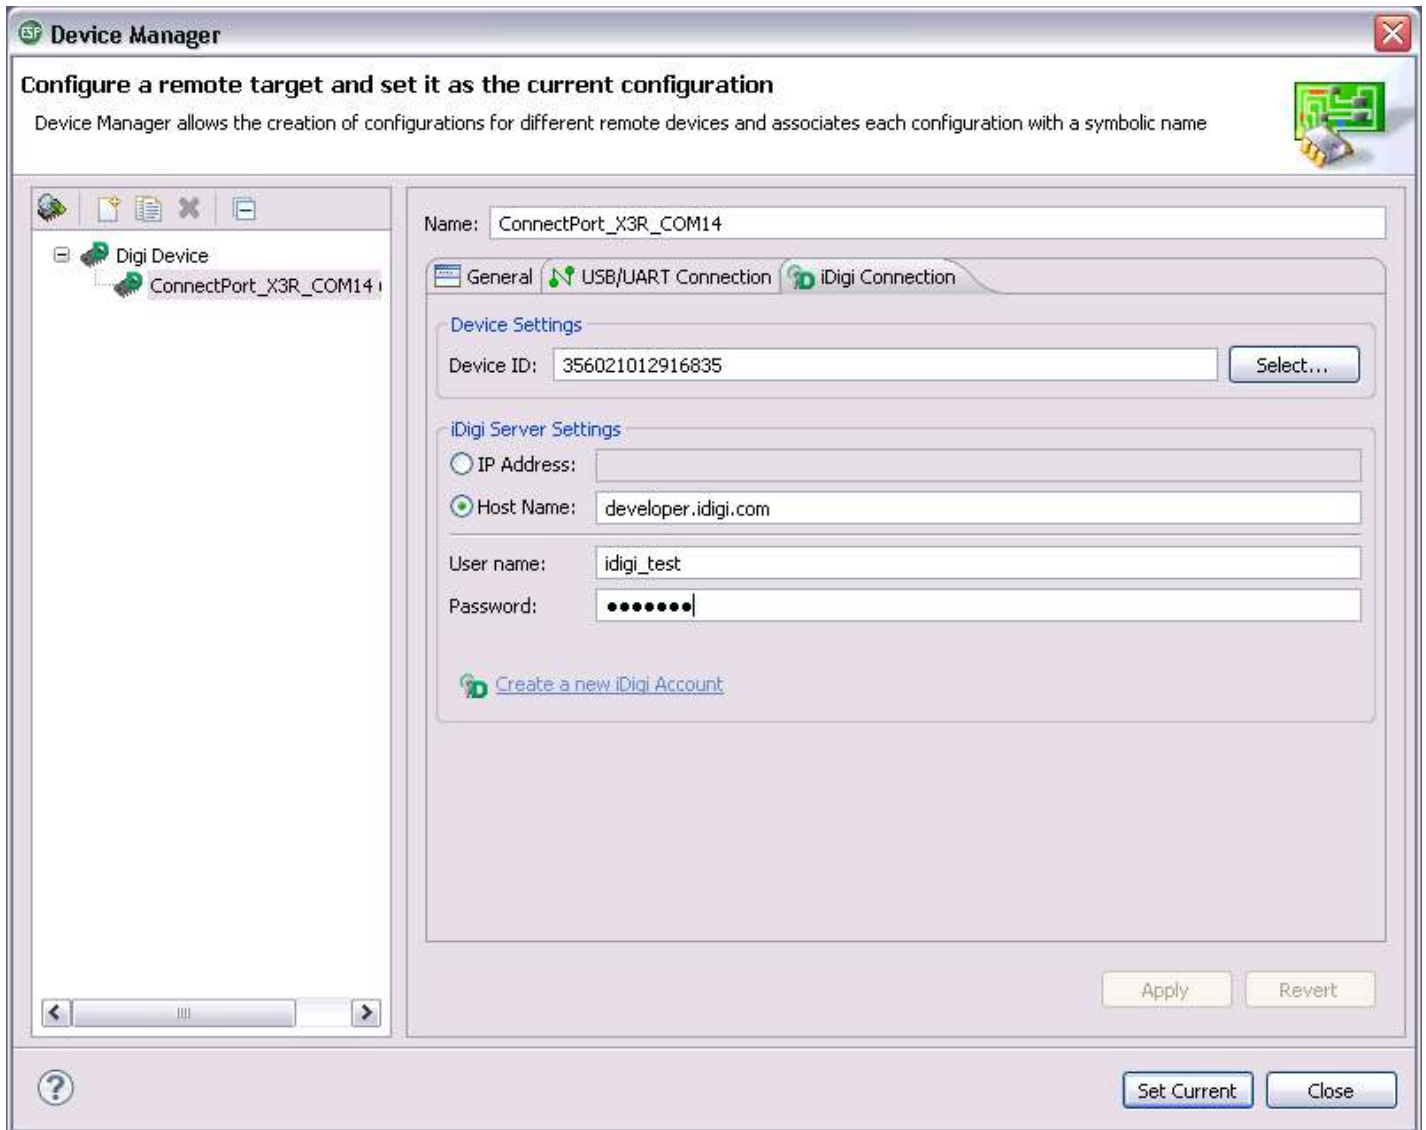 ESP Device Manager
Configure a remote target and set it as the current configuration
Device Manager allows the creation of configurations for different remote devices and associates each configuration with a symbolic name
Digi Device
ConnectPort_X3R_COM14
Name: ConnectPort_X3R_COM14
General USB/UART Connection iDigi Connection
Device Settings
Device ID: 356021012916835 Select...
iDigi Server Settings
IP Address:
Host Name: developer.idigi.com
User name: idigi_test
Password: •••••••
Create a new iDigi Account
Apply Revert
? Set Current Close